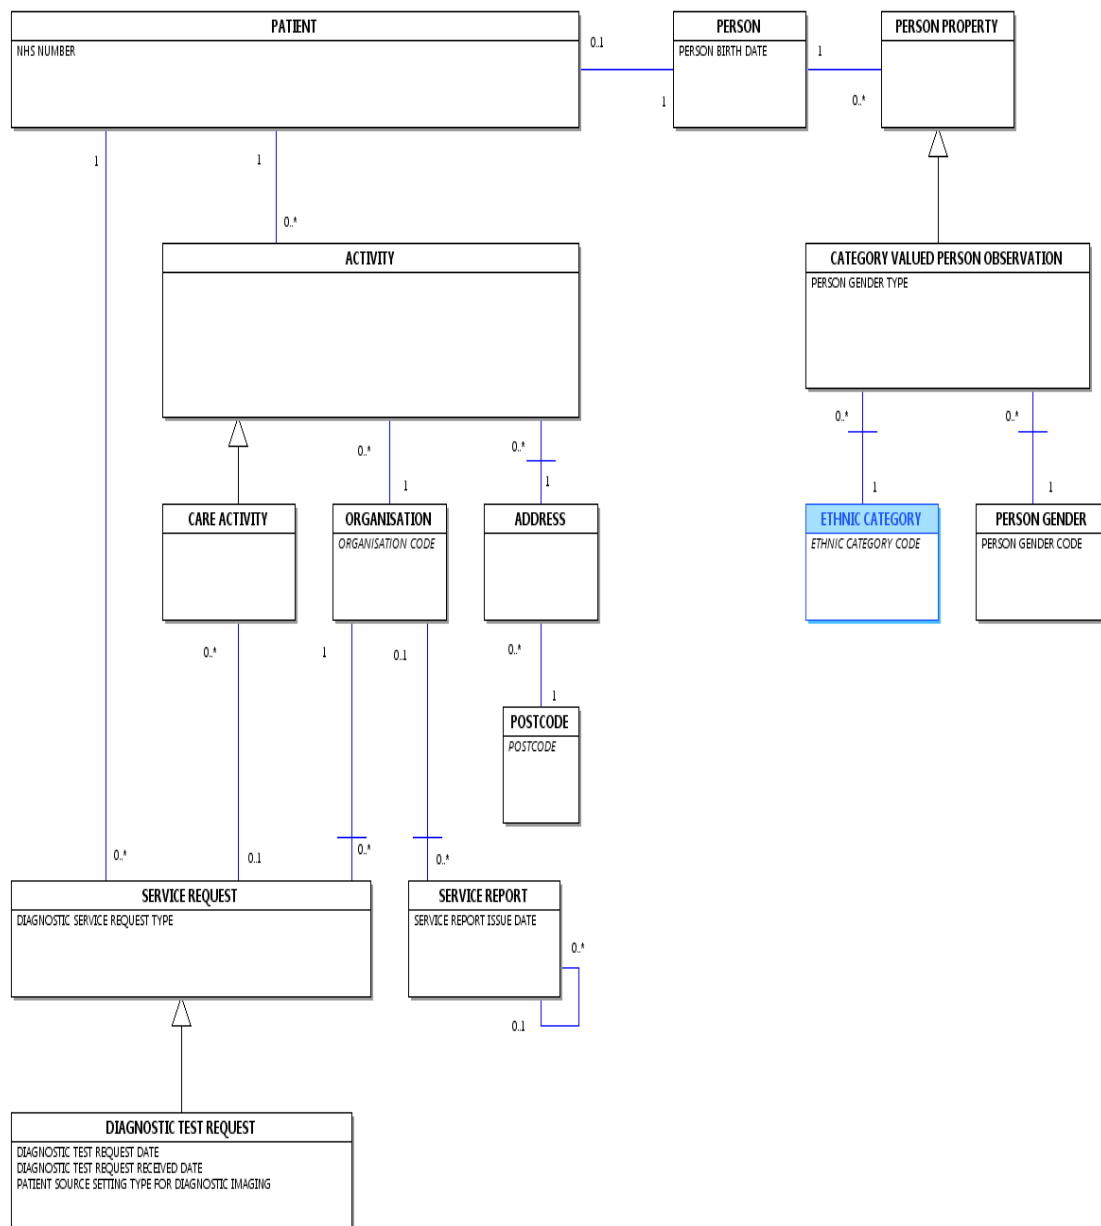 PATIENT
NHS NUMBER
PERSON
PERSON BIRTH DATE
PERSON PROPERTY
0..1
1
1
0..*
1
1
0..*
ACTIVITY
CATEGORY VALUED PERSON OBSERVATION
PERSON GENDER TYPE
0..*
1
0..*
1
0..*
1
0..*
1
CARE ACTIVITY
ORGANISATION
ORGANISATION CODE
ADDRESS
ETHNIC CATEGORY
ETHNIC CATEGORY CODE
PERSON GENDER
PERSON GENDER CODE
0..*
1
0..1
0..*
1
POSTCODE
POSTCODE
0..*
0..1
0..*
0..*
SERVICE REQUEST
DIAGNOSTIC SERVICE REQUEST TYPE
SERVICE REPORT
SERVICE REPORT ISSUE DATE
0..*
0..1
DIAGNOSTIC TEST REQUEST
DIAGNOSTIC TEST REQUEST DATE
DIAGNOSTIC TEST REQUEST RECEIVED DATE
PATIENT SOURCE SETTING TYPE FOR DIAGNOSTIC IMAGING